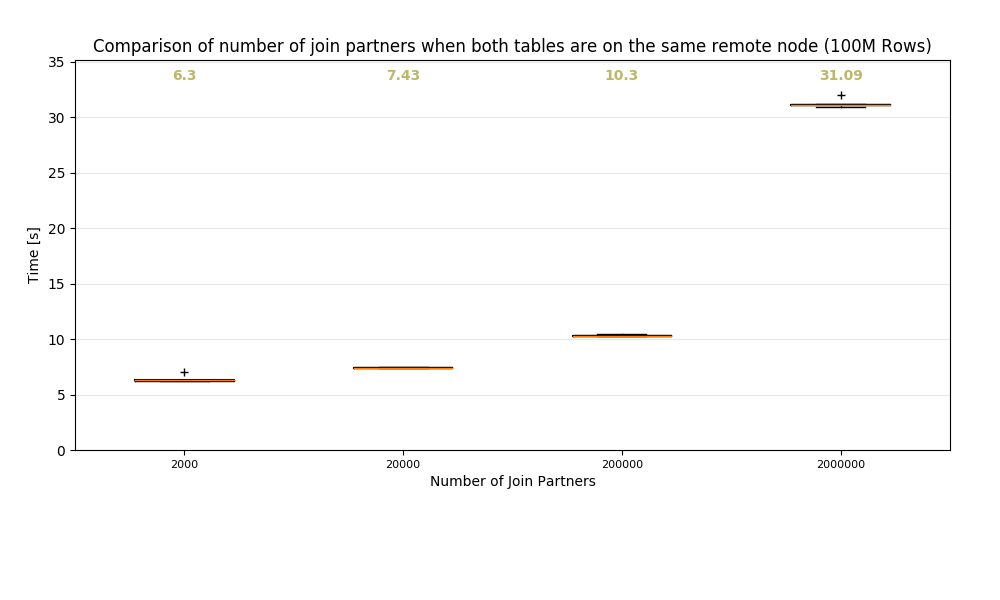 Comparison of number of join partners when both tables are on the same remote node (100M Rows)
6.3 7.43 10.3 31.09
35
30
25
20
15
10
5
0
Time [s]
2000 20000 200000 2000000
Number of Join Partners